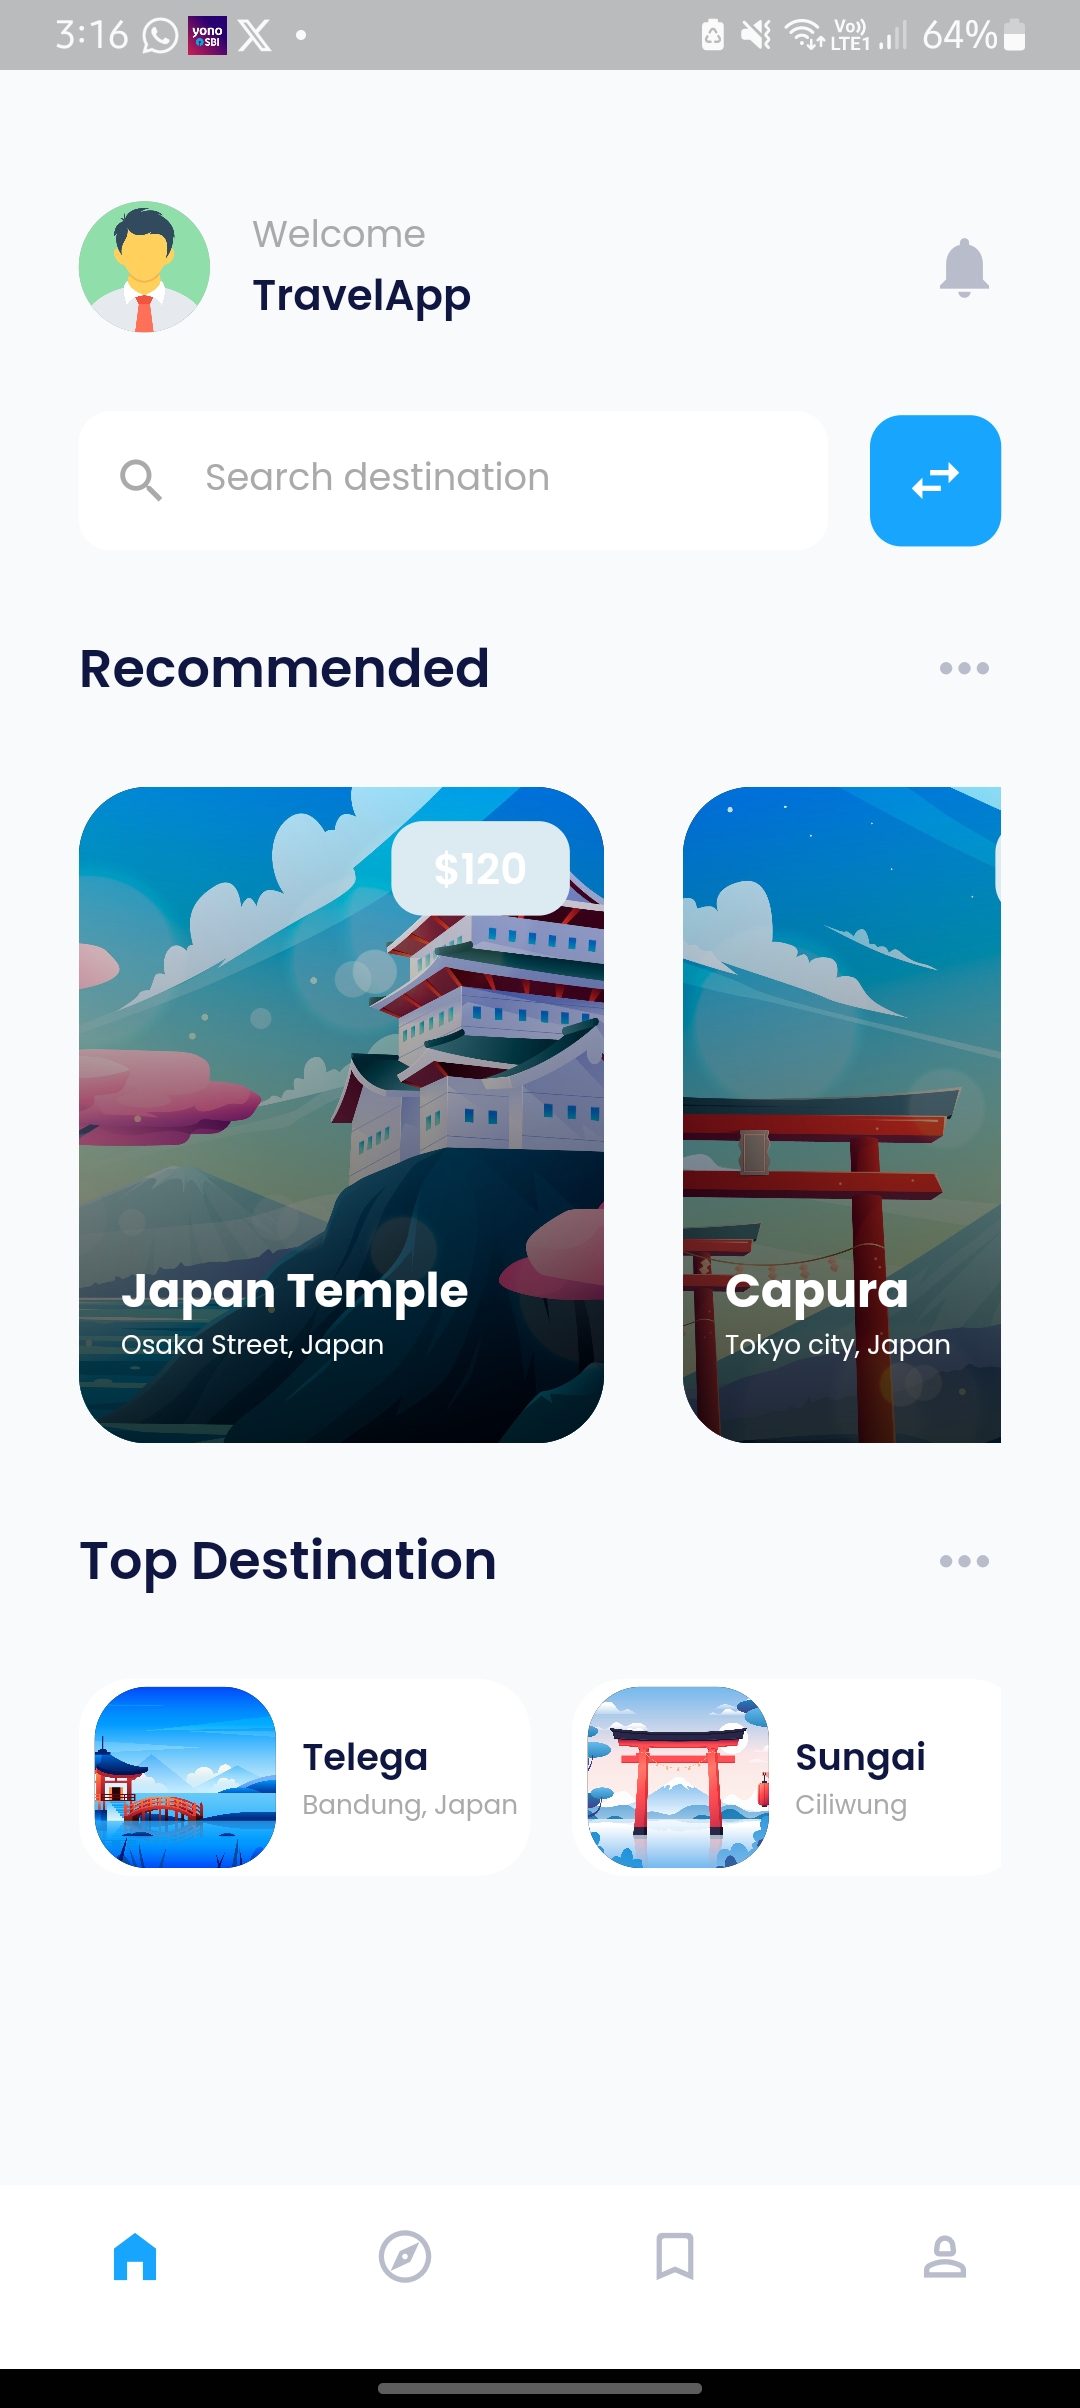 3:16
yono
SBI
Vo))
LTE1
64%
Welcome
TravelApp
Search destination
Recommended
$120
Japan Temple
Osaka Street, Japan
Capura
Tokyo city, Japan
Top Destination
Telega
Bandung, Japan
Sungai
Ciliwung